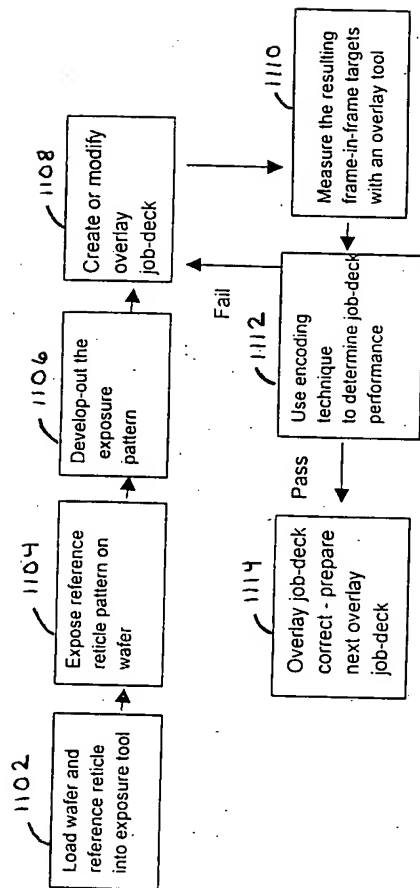 1102
Load wafer and
reference reticle
into exposure tool
1104
Expose reference
reticle pattern on
wafer
1106
Develop-out the
exposure
pattern
1108
Create or modify
overlay
job-deck
1110
Measure the resulting
frame-in-frame targets
with an overlay tool
Fail
1112
Use encoding
technique
to determine job-deck
performance
Pass
1114
Overlay job-deck
correct - prepare
next overlay
job-deck